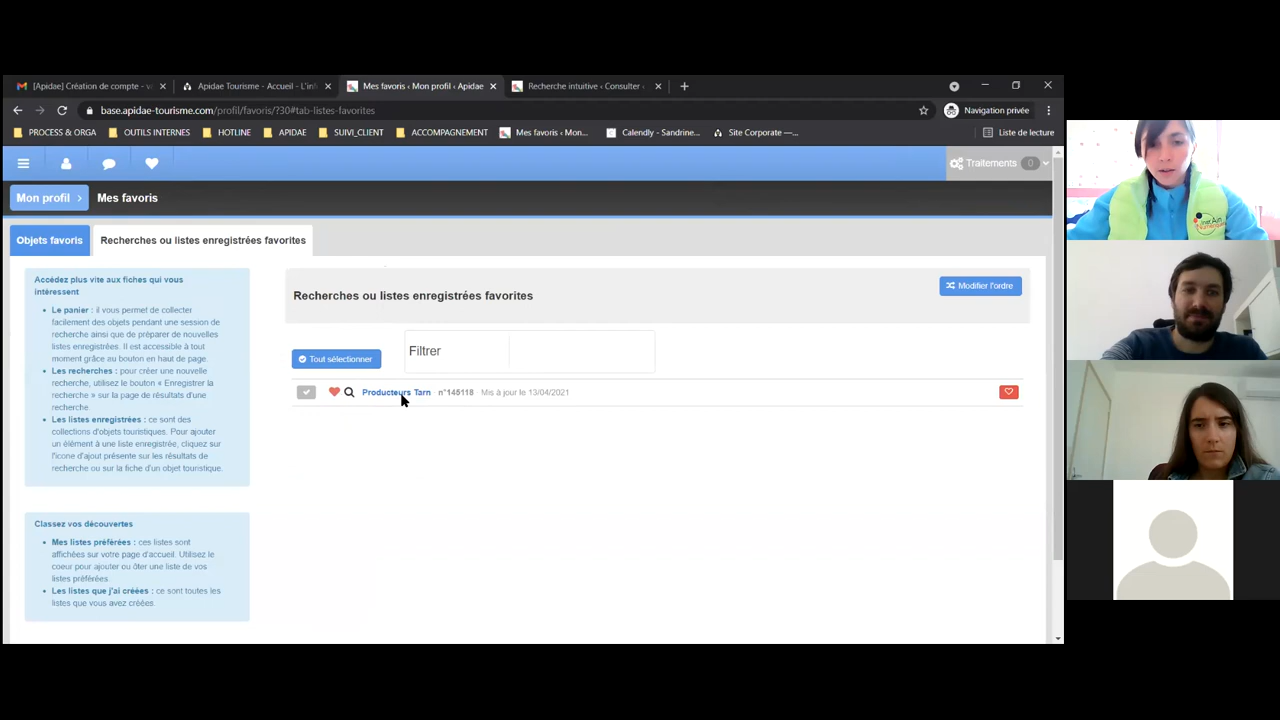 [Apidae] Création de compte - v
Apidae Tourisme - Accueil - L'in
Mes favoris ‹ Mon profil ‹ Apidae
Recherche intuitive ‹ Consulter ‹
base.apidae-tourisme.com/profil/favoris/?30#tab-listes-favorites
Navigation privée
PROCESS & ORGA
OUTILS INTERNES
HOTLINE
APIDAE
SUIVI_CLIENT
ACCOMPAGNEMENT
Mes favoris ‹ Mon...
Calendly - Sandrine...
Site Corporate —...
Liste de lecture
Traitements 0
Mon profil
Mes favoris
Objets favoris
Recherches ou listes enregistrées favorites
Accédez plus vite aux fiches qui vous
intéressent
• Le panier : il vous permet de collecter
facilement des objets pendant une session de
recherche ainsi que de préparer de nouvelles
listes enregistrées. Il est accessible à tout
moment grâce au bouton en haut de page.
• Les recherches : pour créer une nouvelle
recherche, utilisez le bouton « Enregistrer la
recherche » sur la page de résultats d'une
recherche.
• Les listes enregistrées : ce sont des
collections d'objets touristiques. Pour ajouter
un élément à une liste enregistrée, cliquez sur
l'icone d'ajout présente sur les résultats de
recherche ou sur la fiche d'un objet touristique.
Recherches ou listes enregistrées favorites
Modifier l'ordre
Tout sélectionner
Filtrer
Producteurs Tarn - n°145118 - Mis à jour le 13/04/2021
Classez vos découvertes
• Mes listes préférées : ces listes sont
affichées sur votre page d'accueil. Utilisez le
coeur pour ajouter ou ôter une liste de vos
listes préférées.
• Les listes que j'ai créées : ce sont toutes les
listes que vous avez créées.